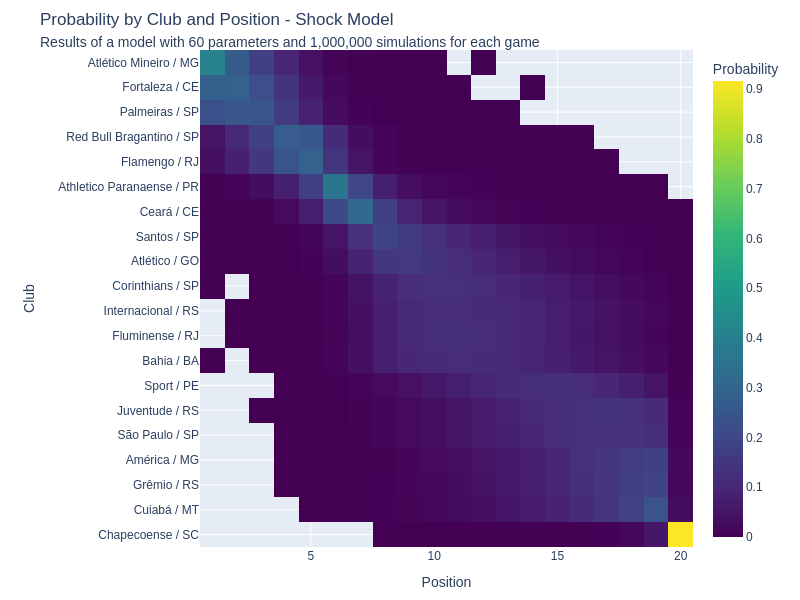 Probability by Club and Position - Shock Model
Results of a model with 60 parameters and 1,000,000 simulations for each game
Probability
Atlético Mineiro / MG
Fortaleza / CE
Palmeiras / SP
Red Bull Bragantino / SP
Flamengo / RJ
Athletico Paranaense / PR
Ceará / CE
Santos / SP
Atlético / GO
Corinthians / SP
Internacional / RS
Fluminense / RJ
Bahia / BA
Sport / PE
Juventude / RS
São Paulo / SP
América / MG
Grêmio / RS
Cuiabá / MT
Chapecoense / SC
Club
5
10
15
20
Position
0.9
0.8
0.7
0.6
0.5
0.4
0.3
0.2
0.1
0